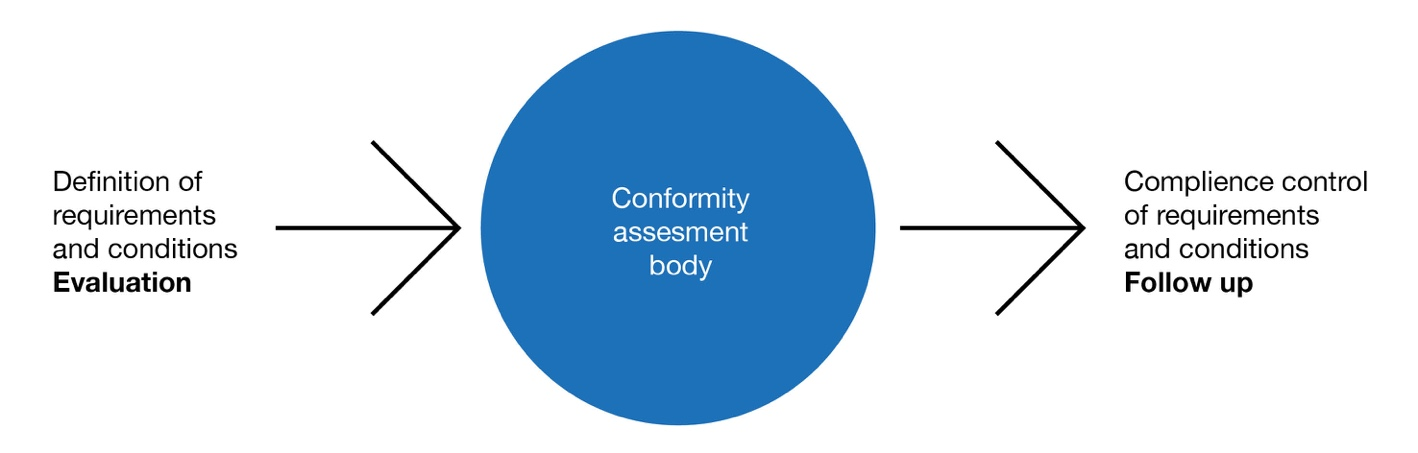 Definition of
requirements
and conditions
Evaluation
Conformity
assesment
body
Complience control
of requirements
and conditions
Follow up